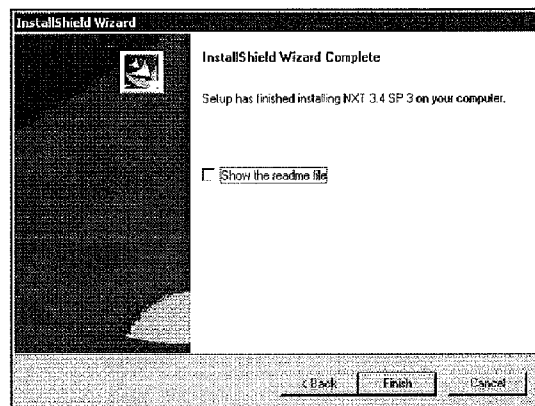 InstallShield Wizard
InstallShield Wizard Complete
Setup has finished installing NXT 3.4 SP 3 on your computer.
Show the readme file
< Back
Finish
Cancel